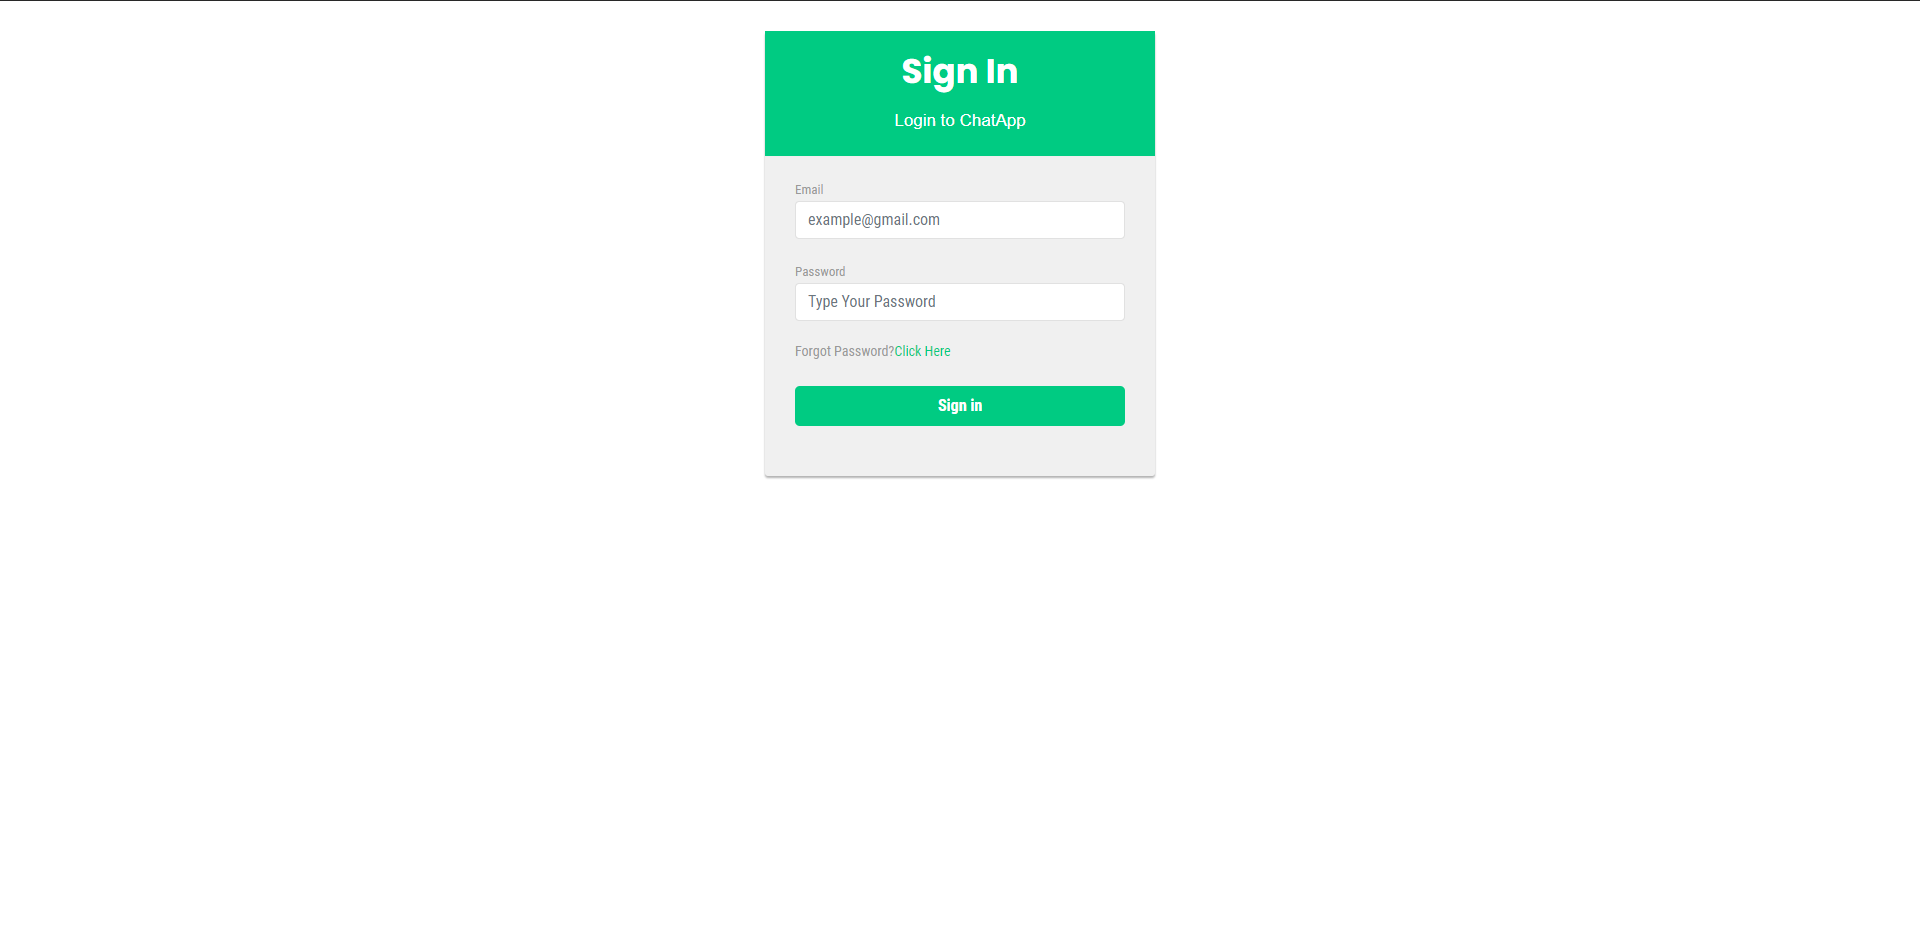 Sign In
Login to ChatApp
Email
example@gmail.com
Password
Type Your Password
Forgot Password?Click Here
Sign in